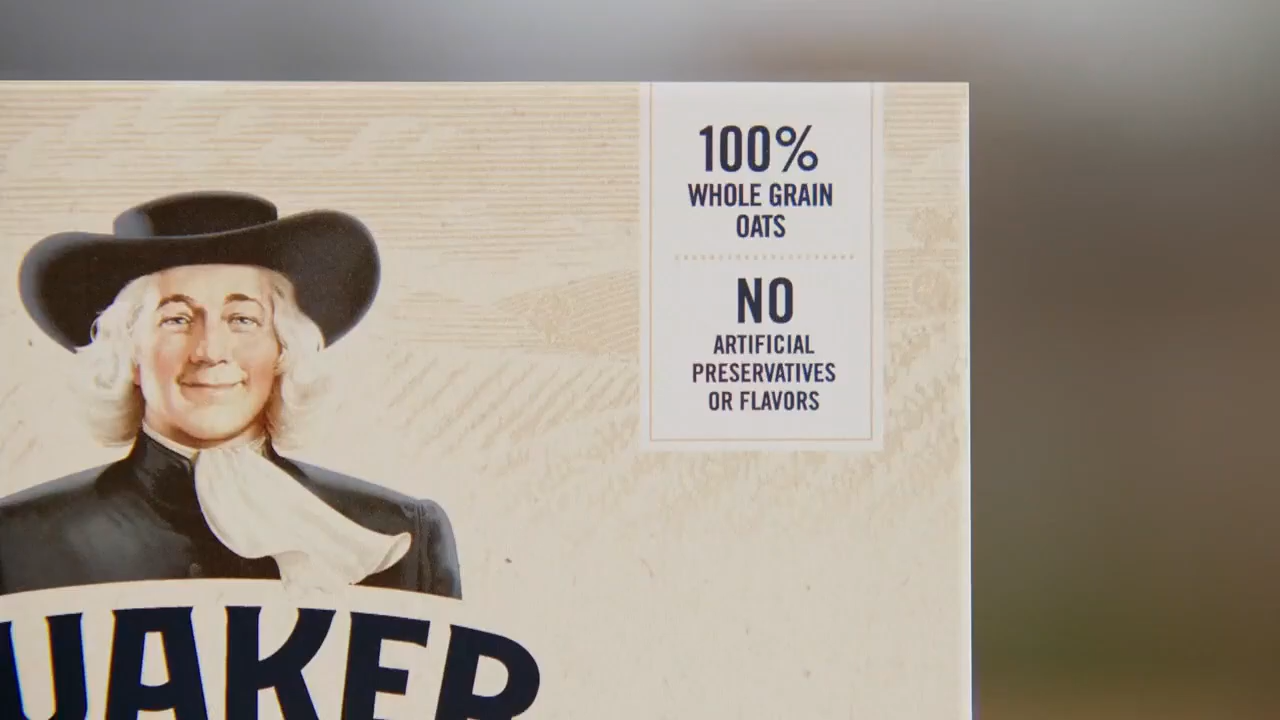 100%
WHOLE GRAIN
OATS
NO
ARTIFICIAL
PRESERVATIVES
OR FLAVORS
UAKER